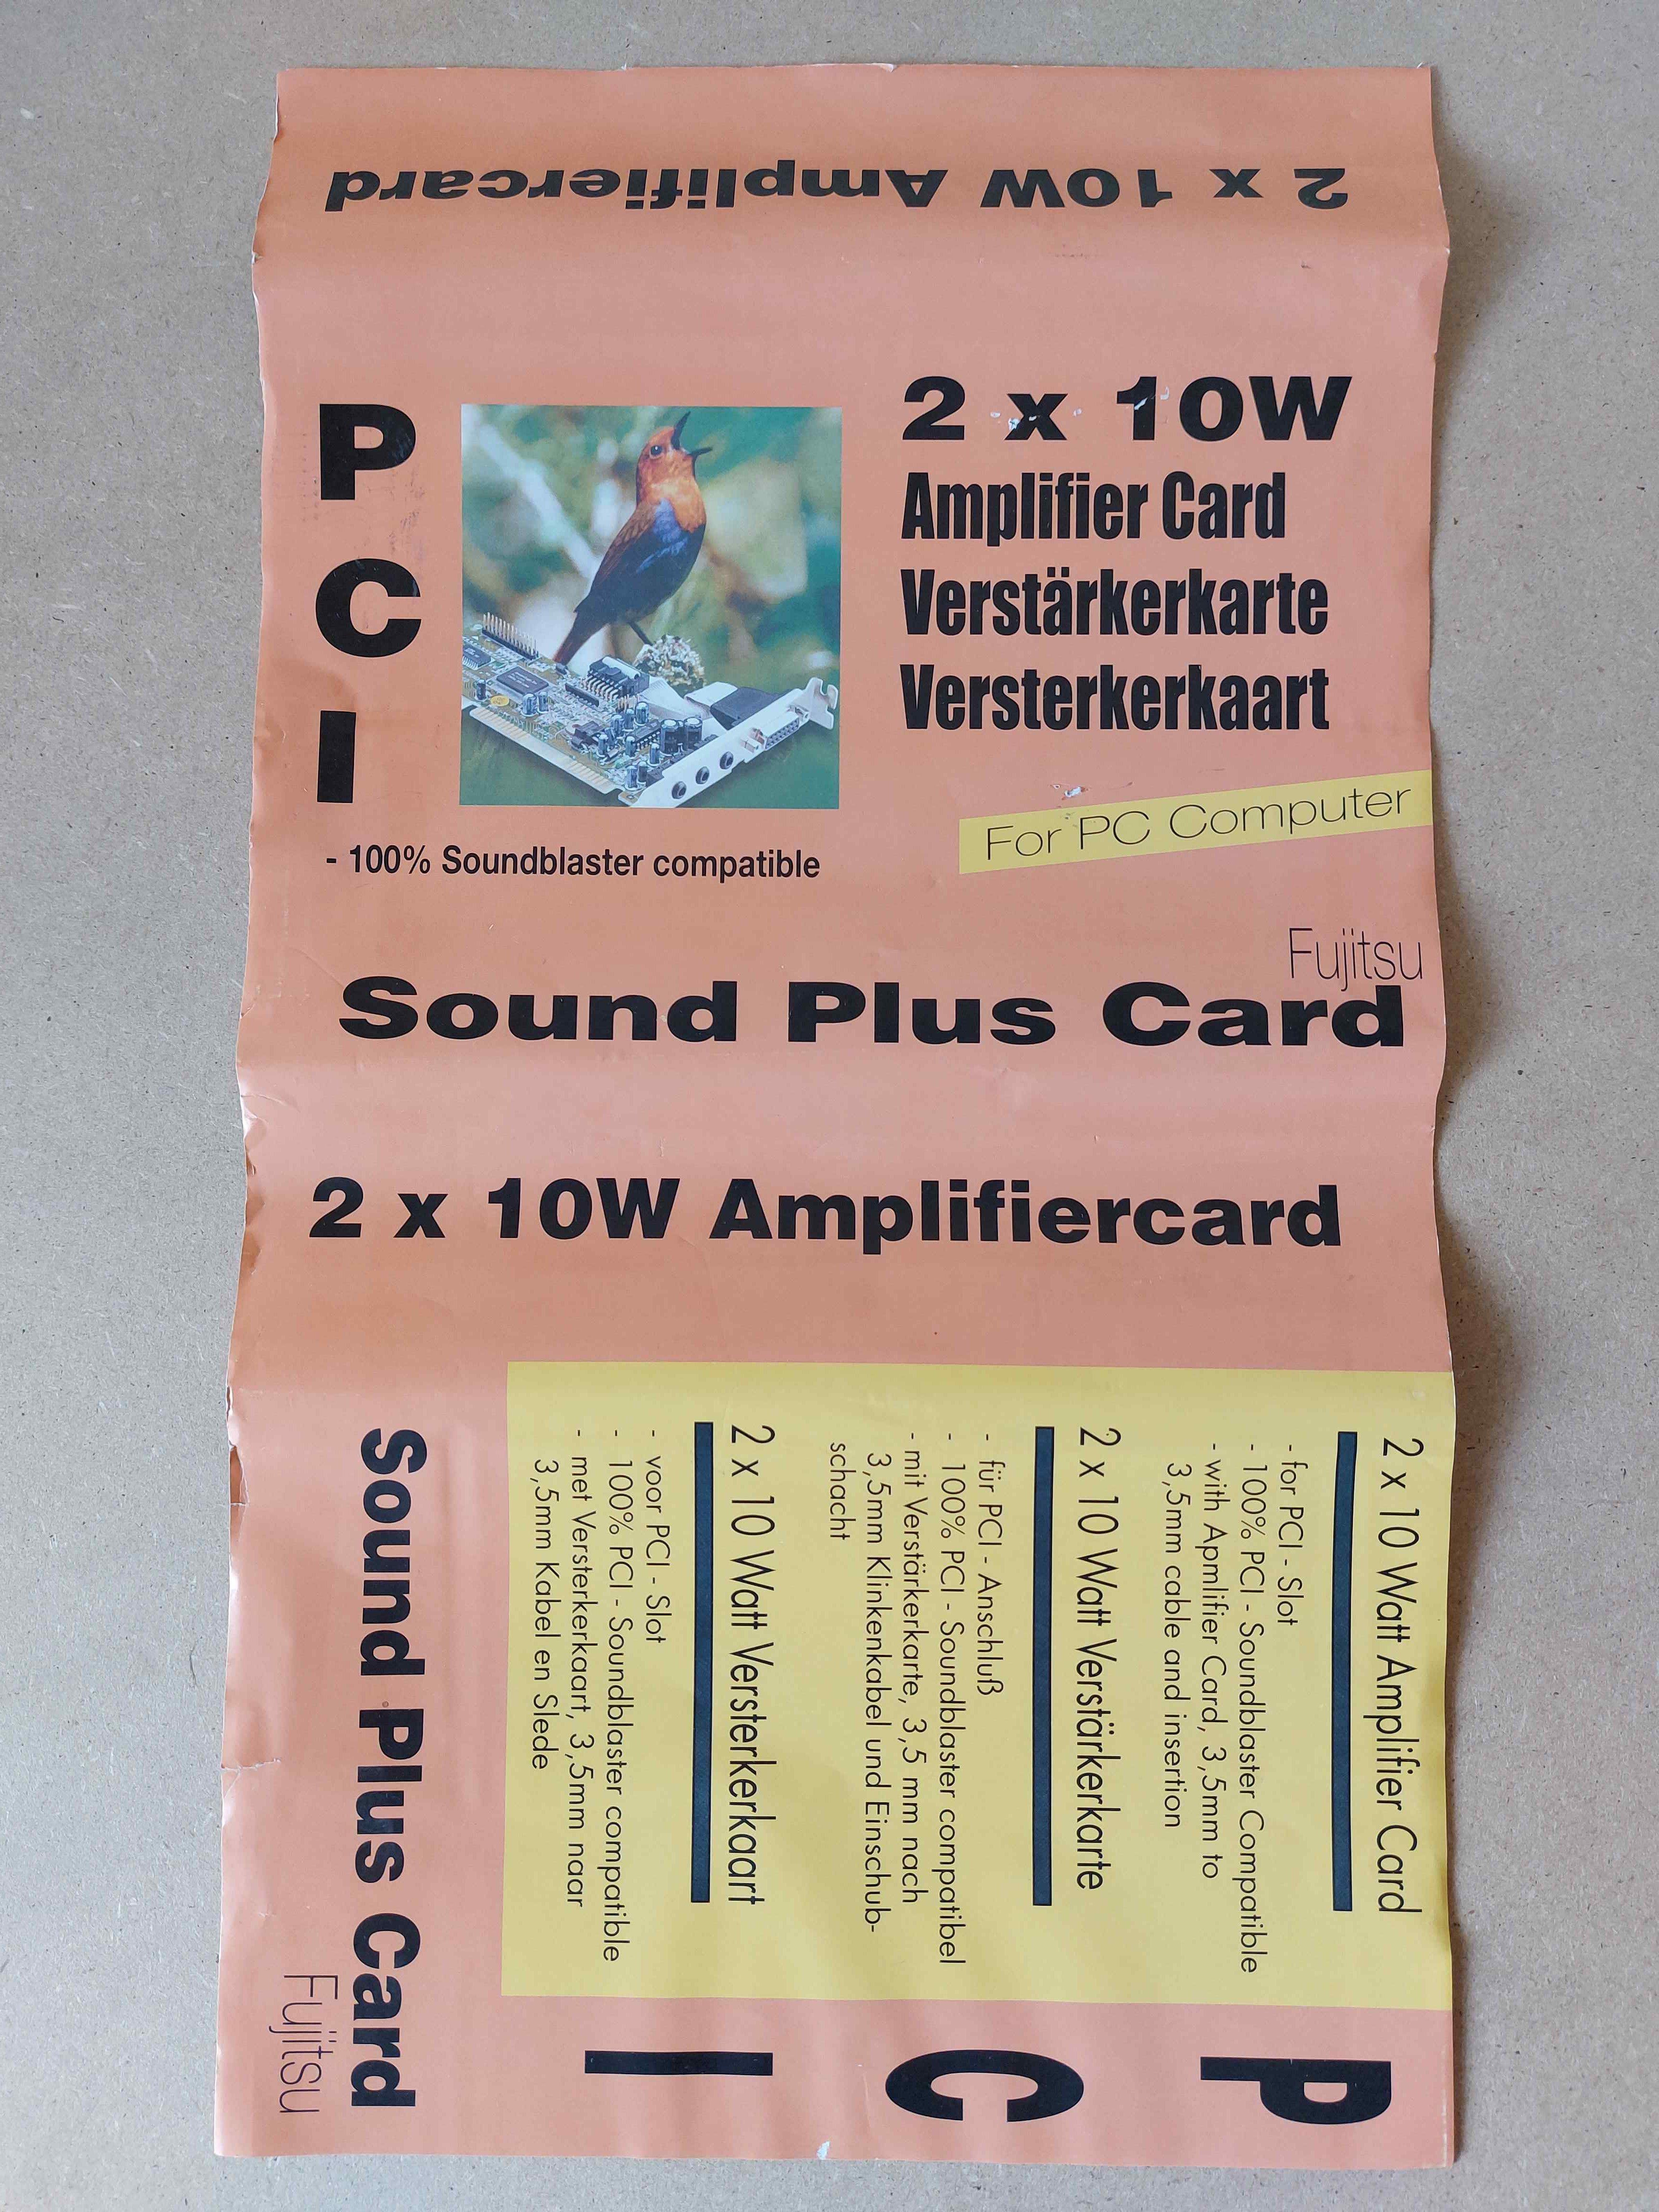 2 x 10W Amplifiercard
P
C
I
2 x 10W
Amplifier Card
Verstärkerkarte
Versterkerkaart
For PC Computer
- 100% Soundblaster compatible
Fujitsu
Sound Plus Card
2 x 10W Amplifiercard
2 x 10 Watt Amplifier Card
- for PCI - Slot
- 100% PCI - Soundblaster Compatible
- with Apmlifier Card, 3,5mm to
3,5mm cable and insertion
2 x 10 Watt Verstärkerkarte
- für PCI - Anschluß
- 100% PCI - Soundblaster compatibel
- mit Verstärkerkarte, 3,5 mm nach
3,5mm Klinkenkabel und Einschub-
schacht
2 x 10 Watt Versterkerkaart
- voor PCI - Slot
- 100% PCI - Soundblaster compatible
- met Versterkerkaart, 3,5mm naar
3,5mm Kabel en Slede
P
C
I
Sound Plus Card
Fujitsu